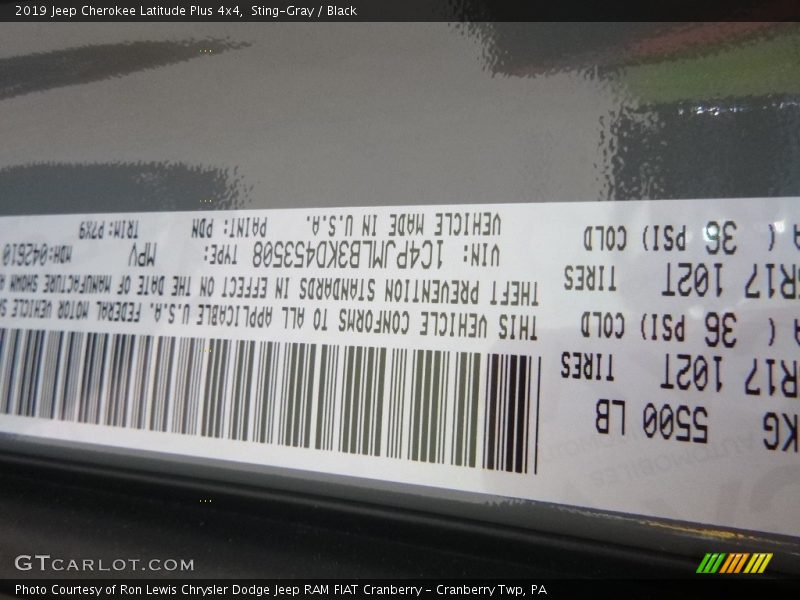 2019 Jeep Cherokee Latitude Plus 4x4, Sting-Gray / Black
KG 5500 LB
R17 102T TIRES
( 36 PSI) COLD
R17 102T TIRES
( 36 PSI) COLD
THIS VEHICLE CONFORMS TO ALL APPLICABLE U.S.A. FEDERAL MOTOR VEHICLE
THEFT PREVENTION STANDARDS IN EFFECT ON THE DATE OF MANUFACTURE SHOWN
VIN: 1C4PJMLB3KD453508 TYPE: MPV MDH:042610
VEHICLE MADE IN U.S.A. PAINT: PDN TRIM: P7X9
GTCARLOT.COM
Photo Courtesy of Ron Lewis Chrysler Dodge Jeep RAM FIAT Cranberry - Cranberry Twp, PA